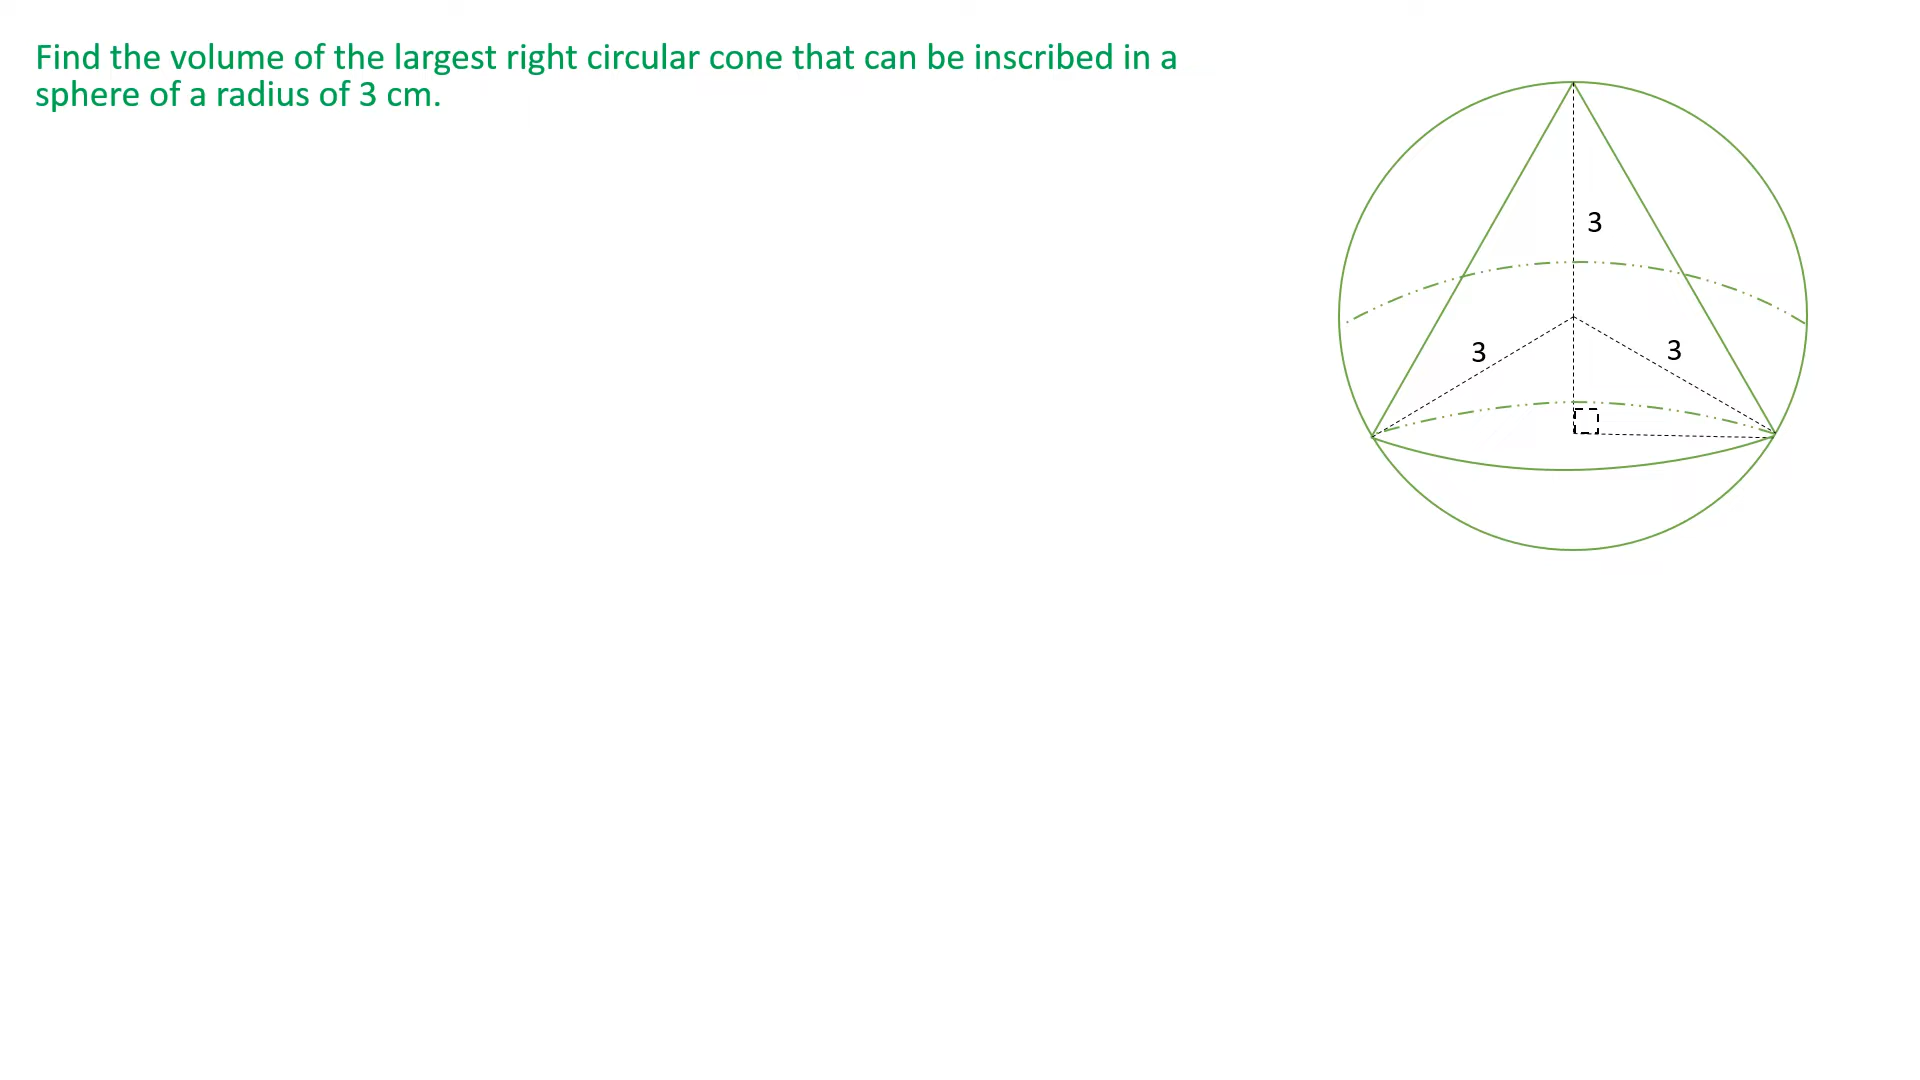 Find the volume of the largest right circular cone that can be inscribed in a
sphere of a radius of 3 cm.
3
3
3